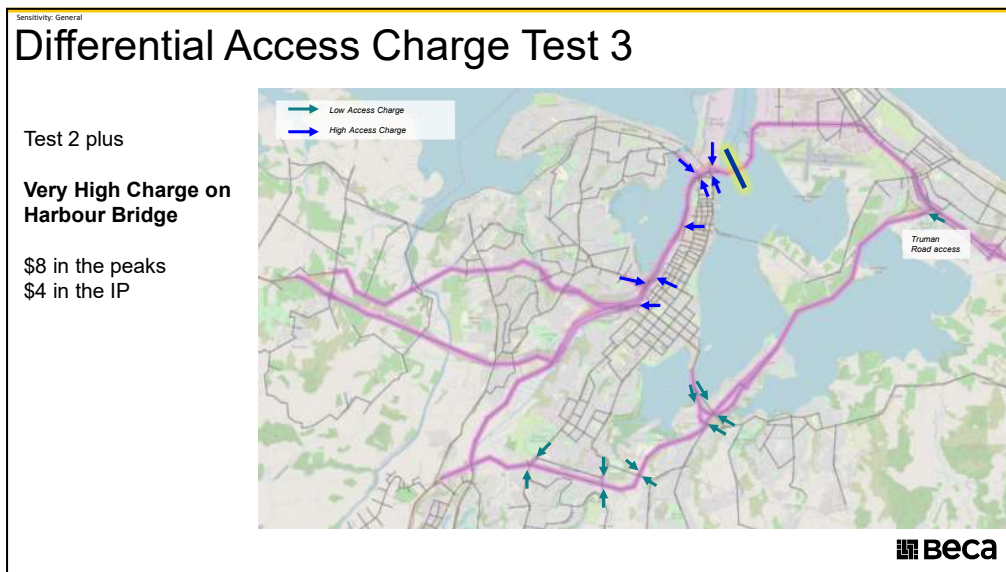 Sensitivity: General
Differential Access Charge Test 3
Test 2 plus
Very High Charge on
Harbour Bridge
$8 in the peaks
$4 in the IP
Low Access Charge
High Access Charge
Truman
Road access
Beca